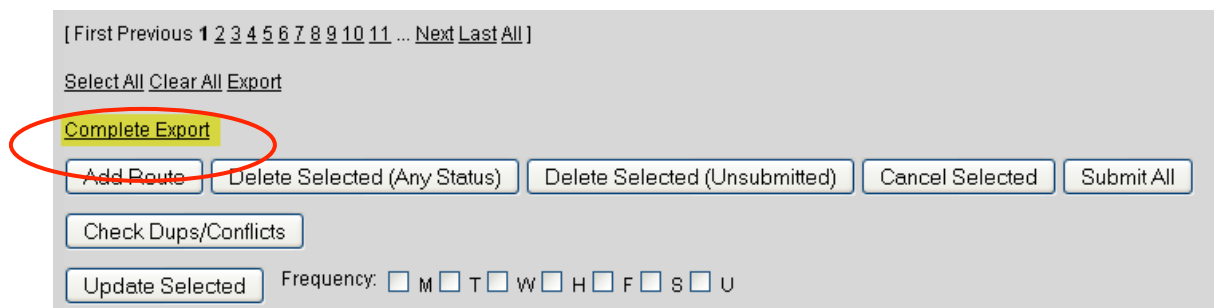 [ First Previous 1 2 3 4 5 6 7 8 9 10 11 ... Next Last All ]
Select All Clear All Export
Complete Export
Add Route Delete Selected (Any Status) Delete Selected (Unsubmitted) Cancel Selected Submit All
Check Dups/Conflicts
Update Selected Frequency: M T W H F S U